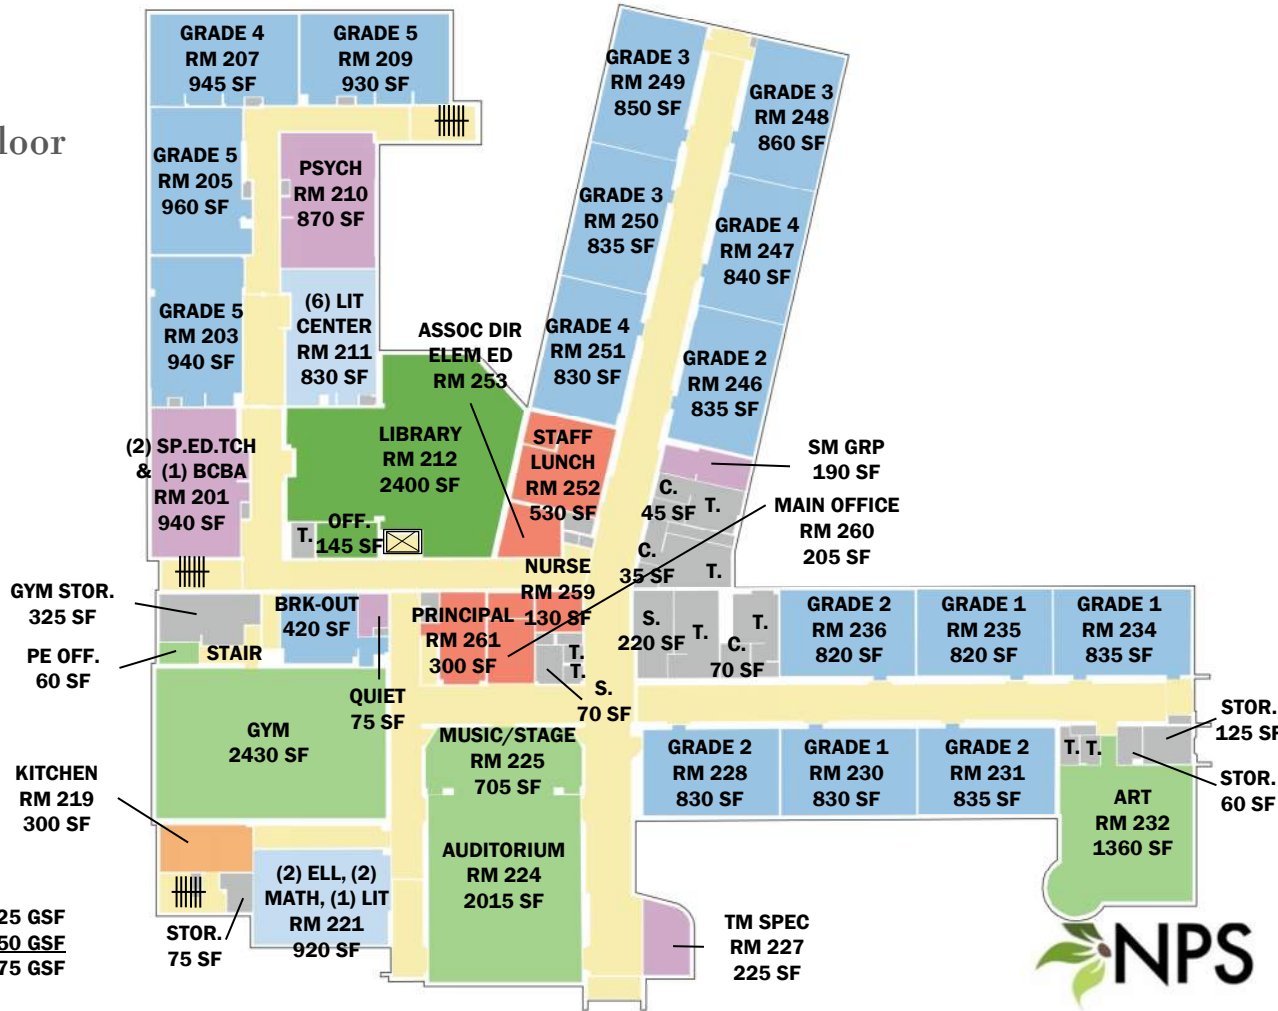 loor
GRADE 4
RM 207
945 SF
GRADE 5
RM 209
930 SF
GRADE 5
RM 205
960 SF
PSYCH
RM 210
870 SF
GRADE 5
RM 203
940 SF
(6) LIT
CENTER
RM 211
830 SF
ASSOC DIR
ELEM ED
RM 253
GRADE 3
RM 249
850 SF
GRADE 3
RM 248
860 SF
GRADE 3
RM 250
835 SF
GRADE 4
RM 247
840 SF
GRADE 4
RM 251
830 SF
GRADE 2
RM 246
835 SF
(2) SP.ED.TCH
& (1) BCBA
RM 201
940 SF
LIBRARY
RM 212
2400 SF
T.
OFF.
145 SF
STAFF
LUNCH
RM 252
530 SF
SM GRP
190 SF
C.
45 SF
T.
MAIN OFFICE
RM 260
205 SF
C.
35 SF
T.
NURSE
RM 259
130 SF
GYM STOR.
325 SF
PE OFF.
60 SF
STAIR
BRK-OUT
420 SF
QUIET
75 SF
PRINCIPAL
RM 261
300 SF
T.
T.
S.
70 SF
S.
220 SF
T.
T.
C.
70 SF
GRADE 2
RM 236
820 SF
GRADE 1
RM 235
820 SF
GRADE 1
RM 234
835 SF
GYM
2430 SF
MUSIC/STAGE
RM 225
705 SF
GRADE 2
RM 228
830 SF
GRADE 1
RM 230
830 SF
GRADE 2
RM 231
835 SF
T.
T.
STOR.
125 SF
STOR.
60 SF
ART
RM 232
1360 SF
KITCHEN
RM 219
300 SF
AUDITORIUM
RM 224
2015 SF
(2) ELL, (2)
MATH, (1) LIT
RM 221
920 SF
STOR.
75 SF
TM SPEC
RM 227
225 SF
25 GSF
50 GSF
75 GSF
NPS